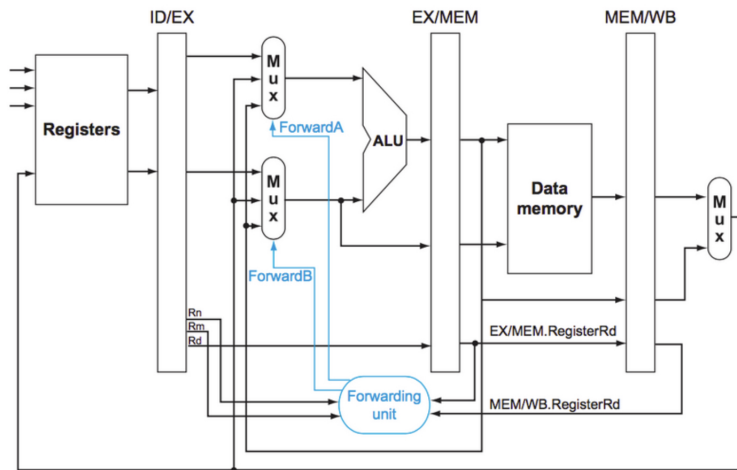 ID/EX
EX/MEM
MEM/WB
Registers
M
u
x
ForwardA
ALU
M
u
x
Data
memory
M
u
x
ForwardB
Rn
Rm
Rd
EX/MEM.RegisterRd
Forwarding
unit
MEM/WB.RegisterRd